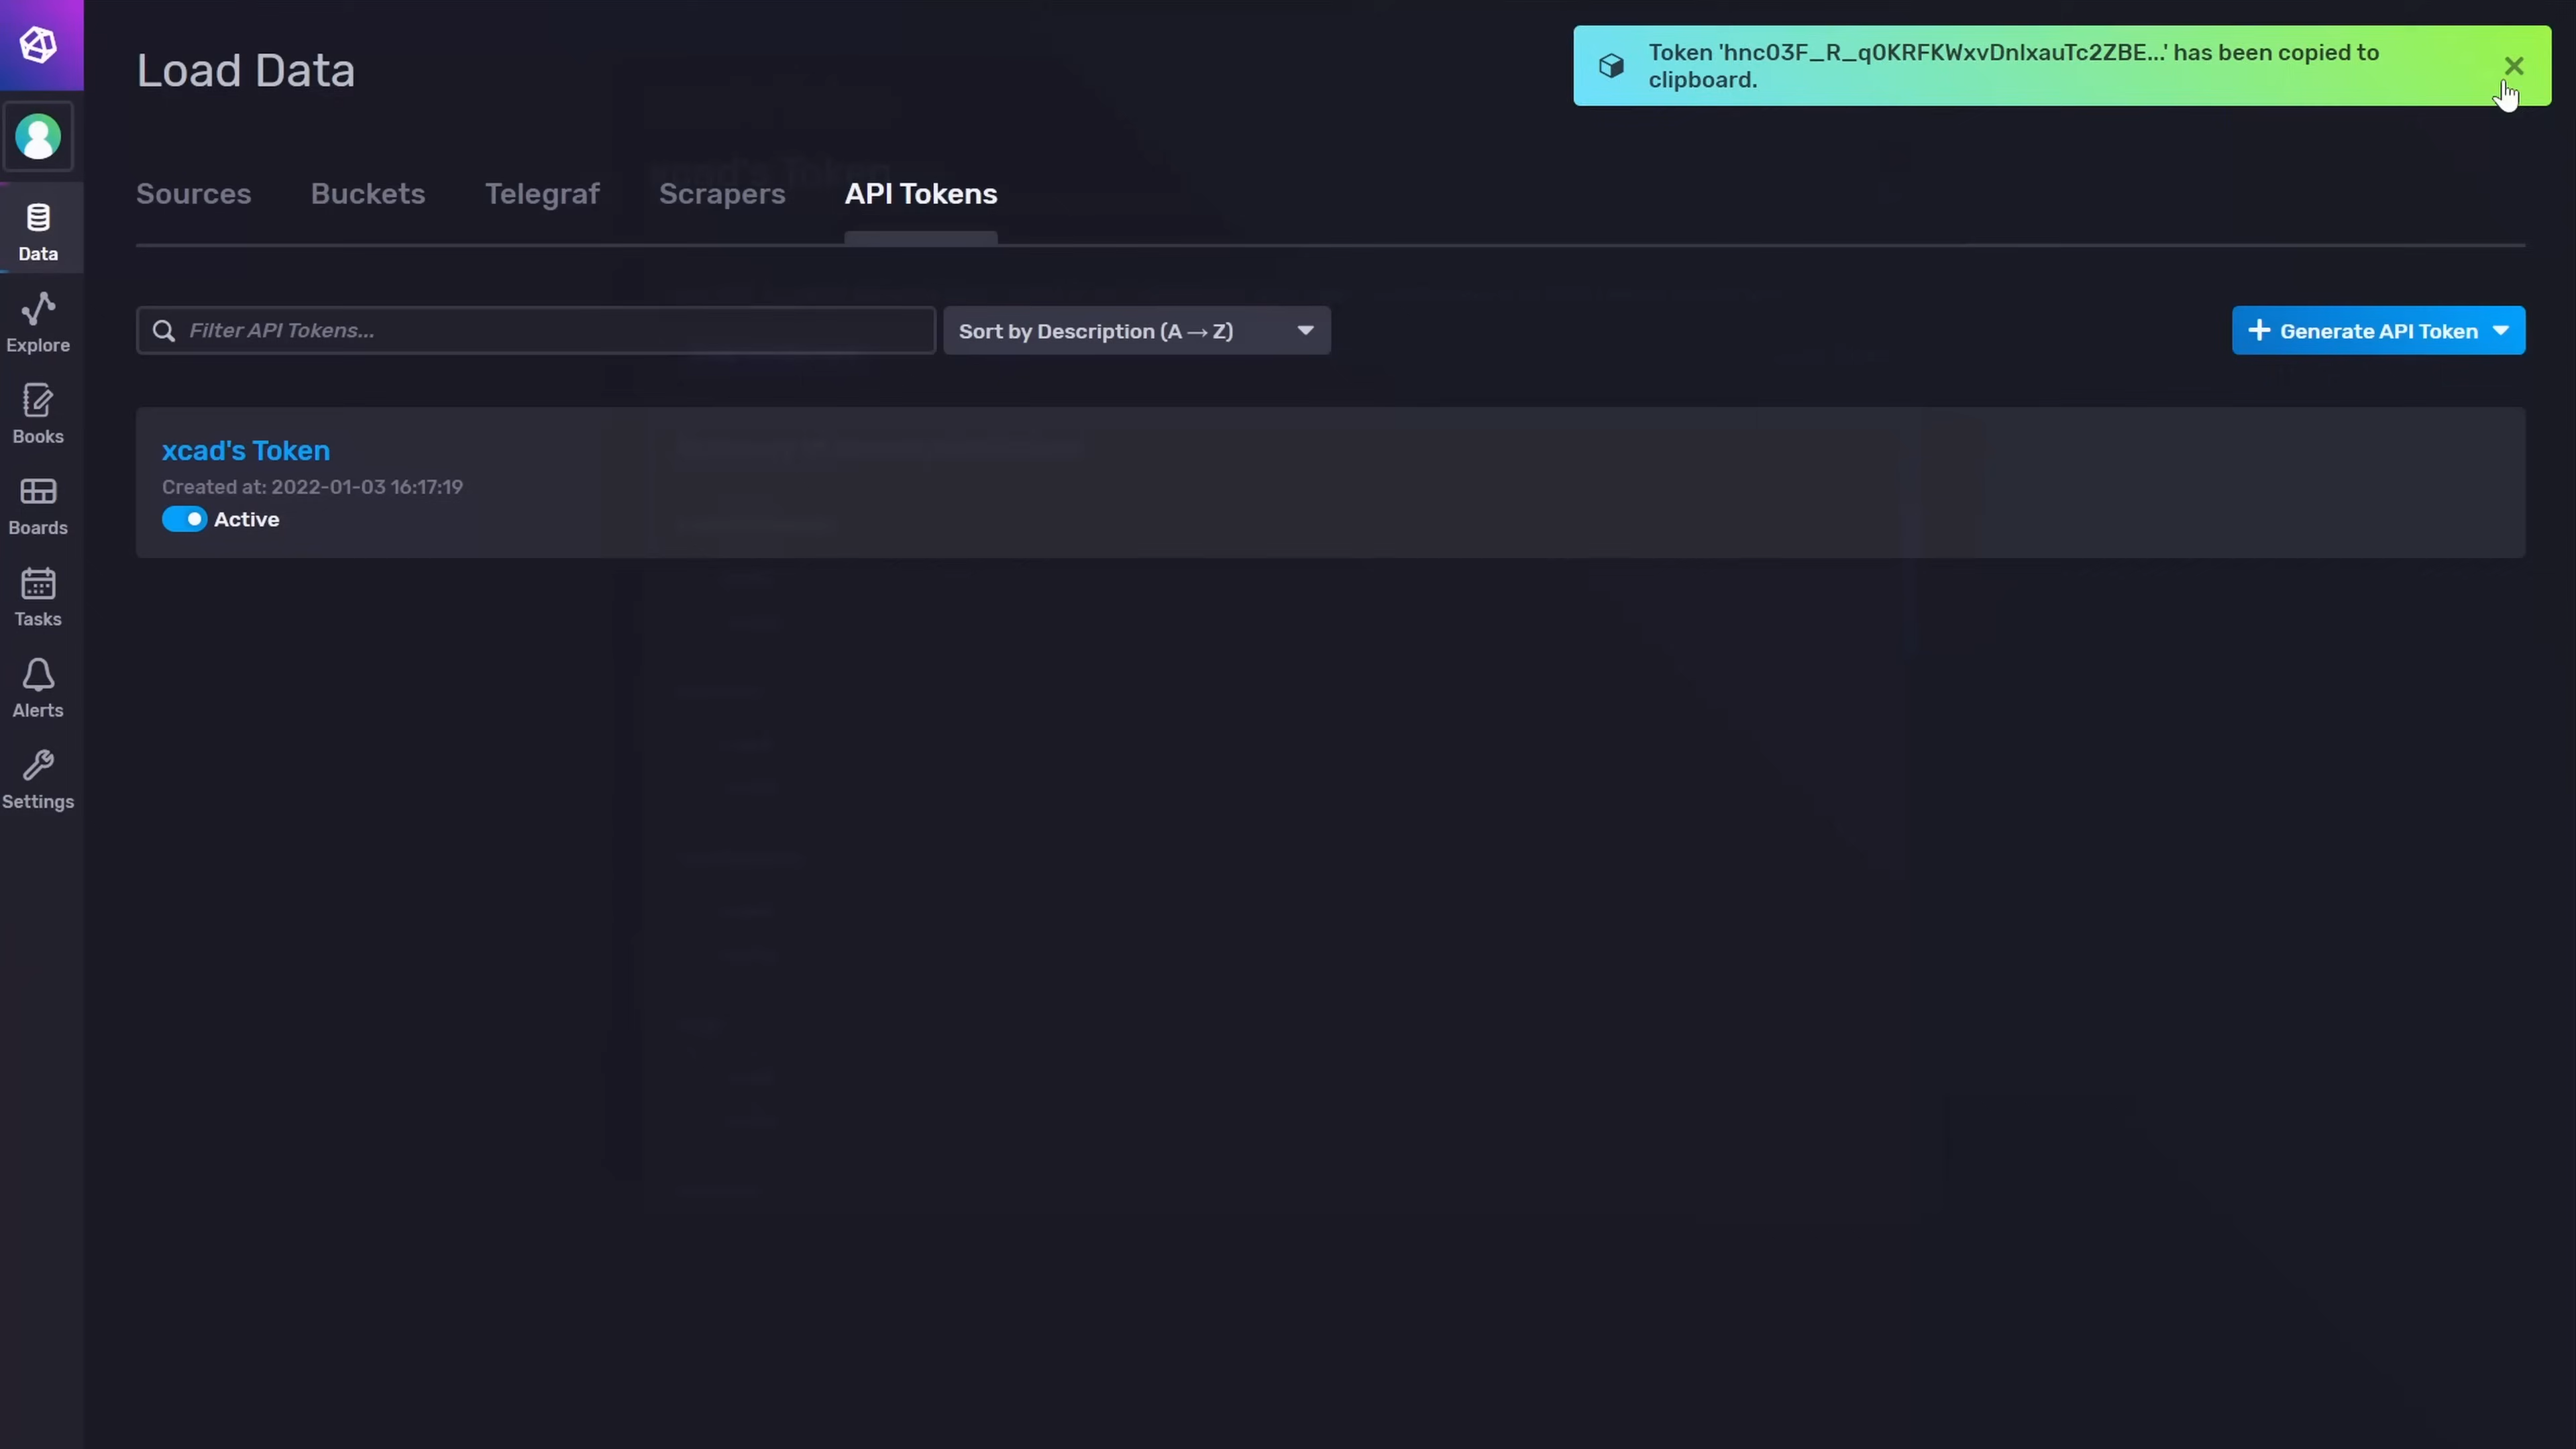 Load Data
Token 'hnc03F_R_q0KRFKWxvDnlxauTc2ZBE...' has been copied to
clipboard.
Sources
Buckets
Telegraf
Scrapers
API Tokens
Data
Explore
Books
Boards
Tasks
Alerts
Settings
Filter API Tokens...
Sort by Description (A → Z)
Generate API Token
xcad's Token
Created at: 2022-01-03 16:17:19
Active